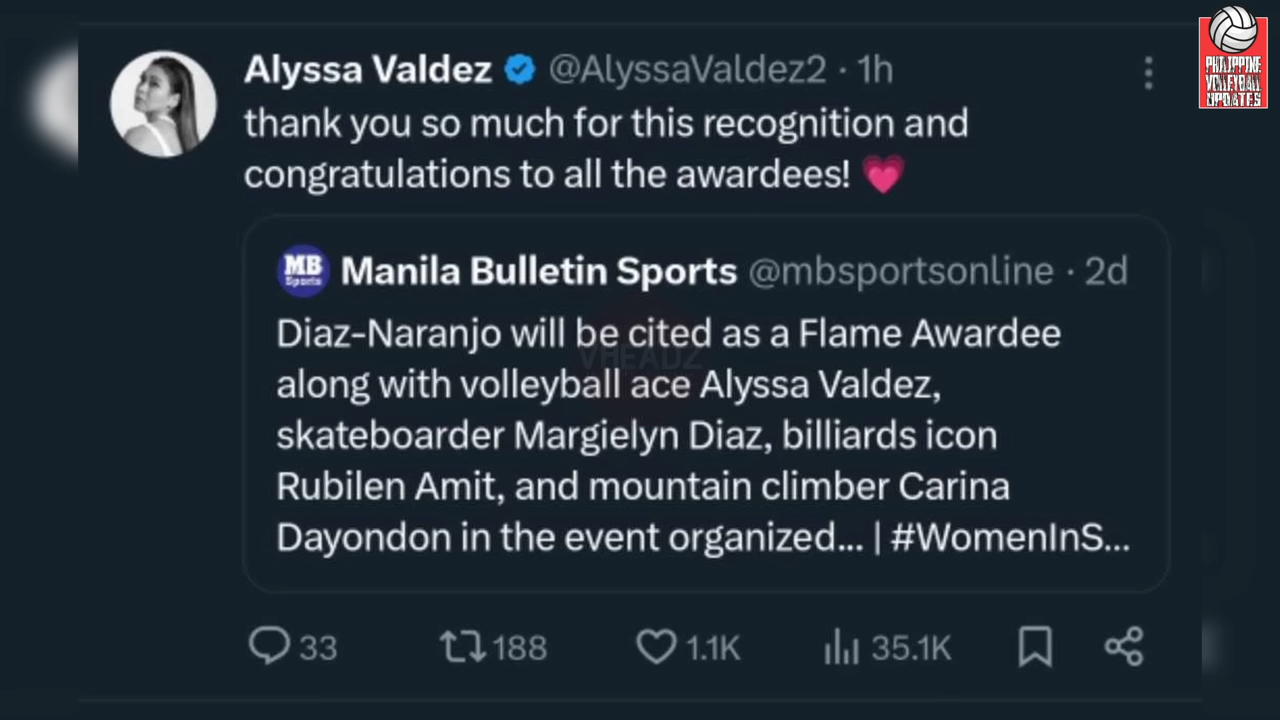 PHILIPPINE
VOLLEYBALL
UPDATES
Alyssa Valdez @AlyssaValdez2 · 1h
thank you so much for this recognition and
congratulations to all the awardees! 💗
MB
Sports
Manila Bulletin Sports @mbsportsonline · 2d
Diaz-Naranjo will be cited as a Flame Awardee
along with volleyball ace Alyssa Valdez,
skateboarder Margielyn Diaz, billiards icon
Rubilen Amit, and mountain climber Carina
Dayondon in the event organized... | #WomenInS...
VHEADZ
33 188 1.1K 35.1K